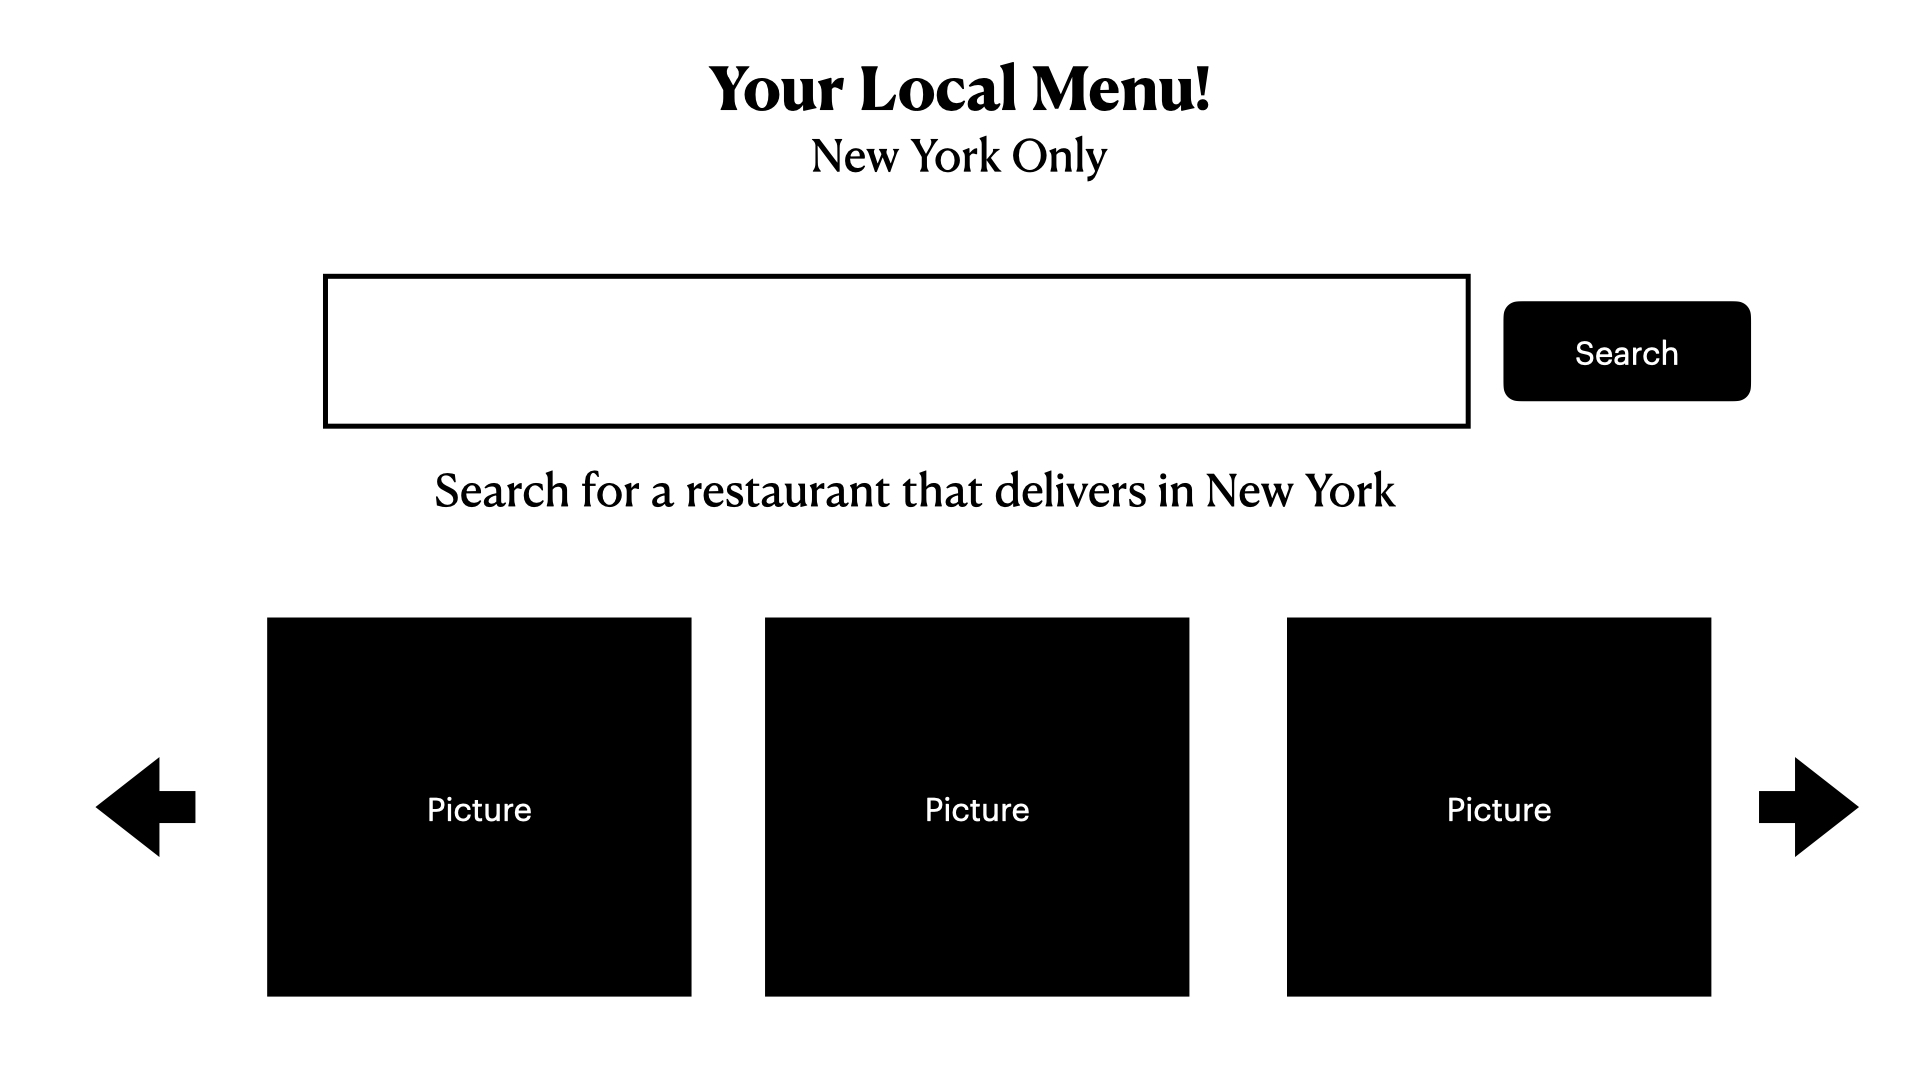 Your Local Menu!
New York Only
Search
Search for a restaurant that delivers in New York
Picture
Picture
Picture